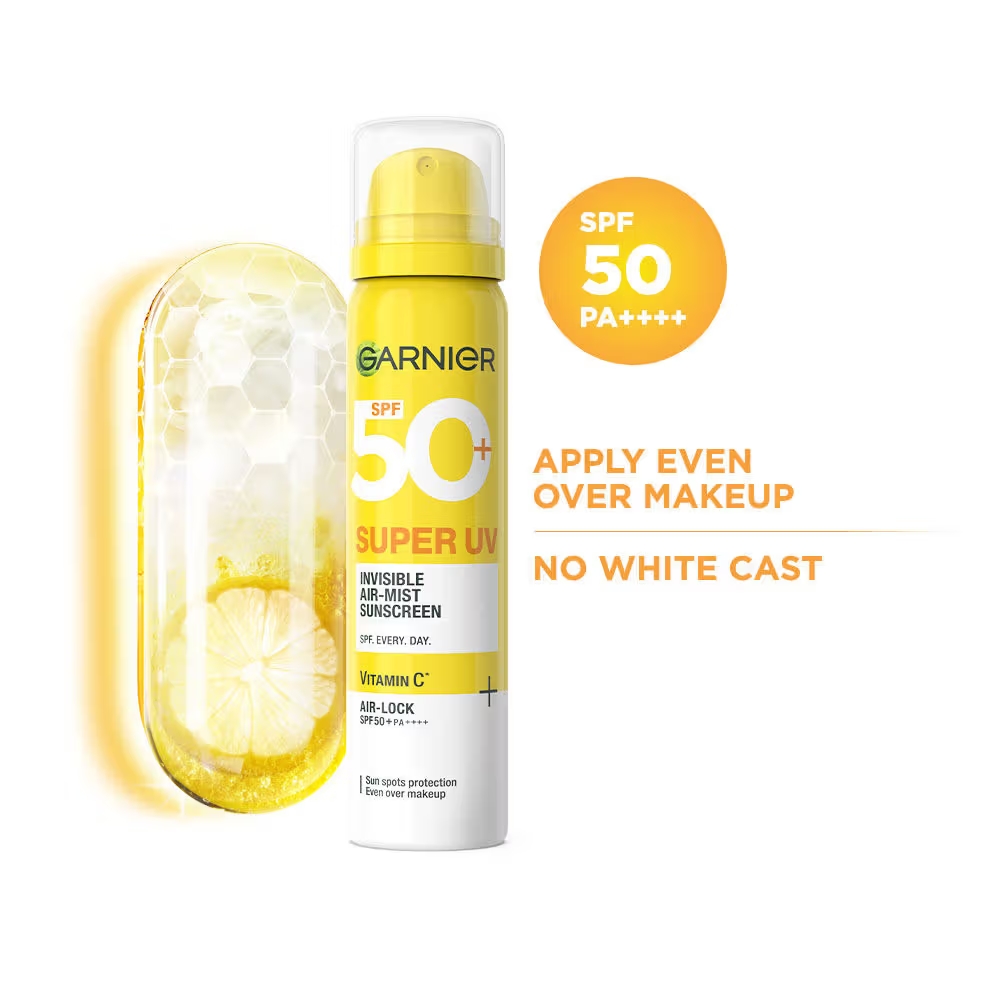 GARNIER
SPF
50+
SUPER UV
INVISIBLE
AIR-MIST
SUNSCREEN
SPF. EVERY. DAY.
VITAMIN C*
AIR-LOCK
SPF50+PA++++
Sun spots protection
Even over makeup
SPF
50
PA++++
APPLY EVEN
OVER MAKEUP
NO WHITE CAST